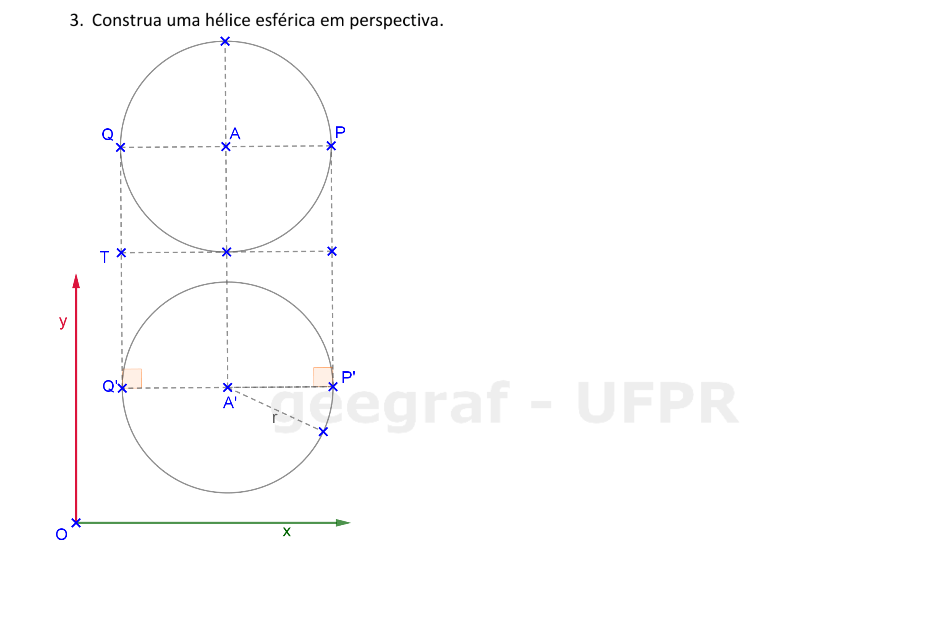 3. Construa uma hélice esférica em perspectiva.
Q A P
T
y
Q' P'
A'
r
geegraf - UFPR
O x